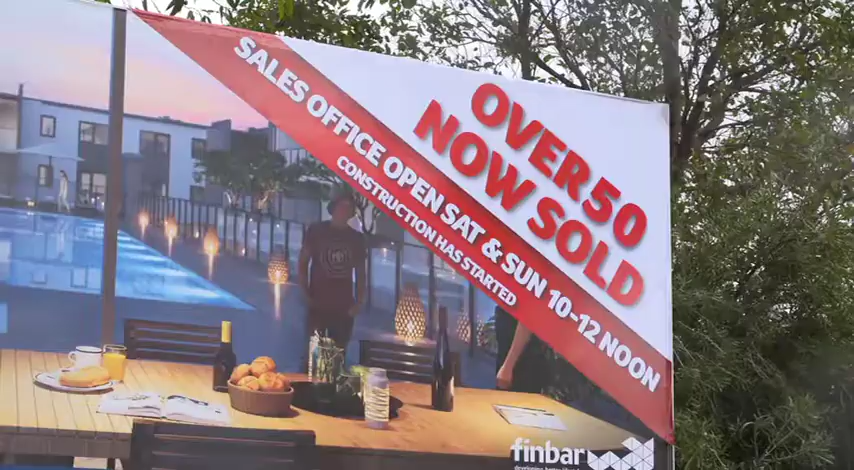 OVER 50
NOW SOLD
SALES OFFICE OPEN SAT & SUN 10-12 NOON
CONSTRUCTION HAS STARTED
finbar